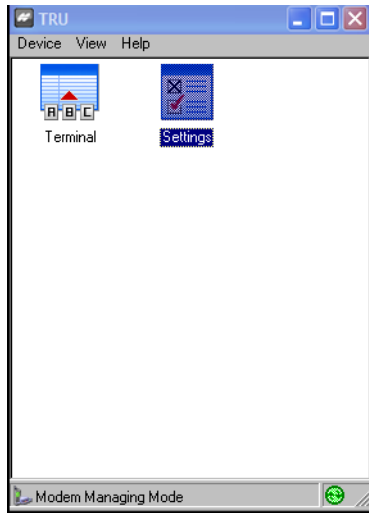 TRU
Device View Help
A B C
Terminal Settings
Modem Managing Mode